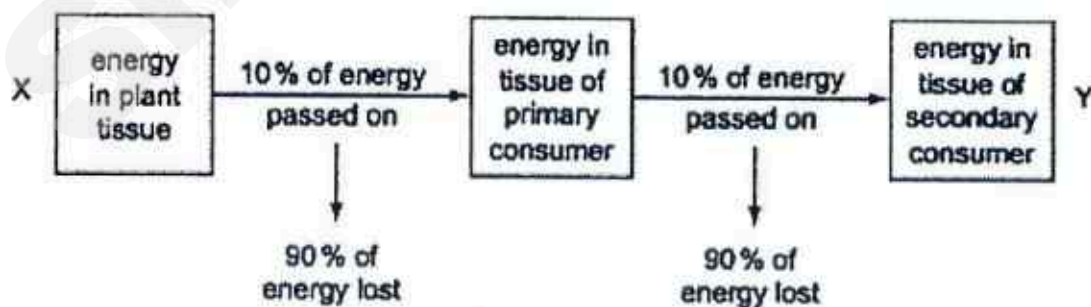 X
energy
in plant
tissue
10% of energy
passed on
90% of
energy lost
energy in
tissue of
primary
consumer
10% of energy
passed on
90% of
energy lost
energy in
tissue of
secondary
consumer
Y